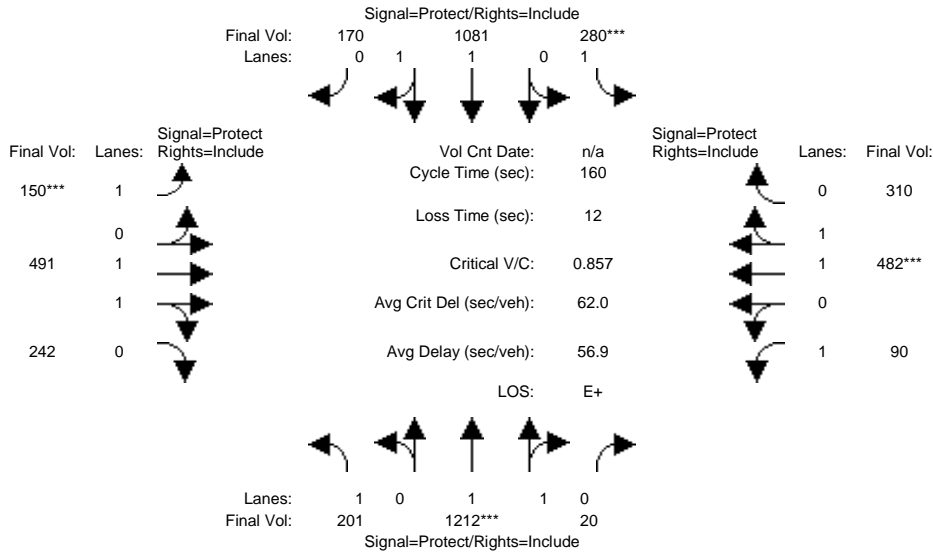 Signal=Protect/Rights=Include
Final Vol: 170 1081 280***
Lanes: 0 1 1 0 1
Signal=Protect
Final Vol: Lanes: Rights=Include
Vol Cnt Date: n/a
Signal=Protect
Rights=Include Lanes: Final Vol:
Cycle Time (sec): 160
150*** 1
0 310
Loss Time (sec): 12
0
1
491 1
Critical V/C: 0.857
1 482***
1
Avg Crit Del (sec/veh): 62.0
0
242 0
Avg Delay (sec/veh): 56.9
1 90
LOS: E+
Lanes: 1 0 1 1 0
Final Vol: 201 1212*** 20
Signal=Protect/Rights=Include